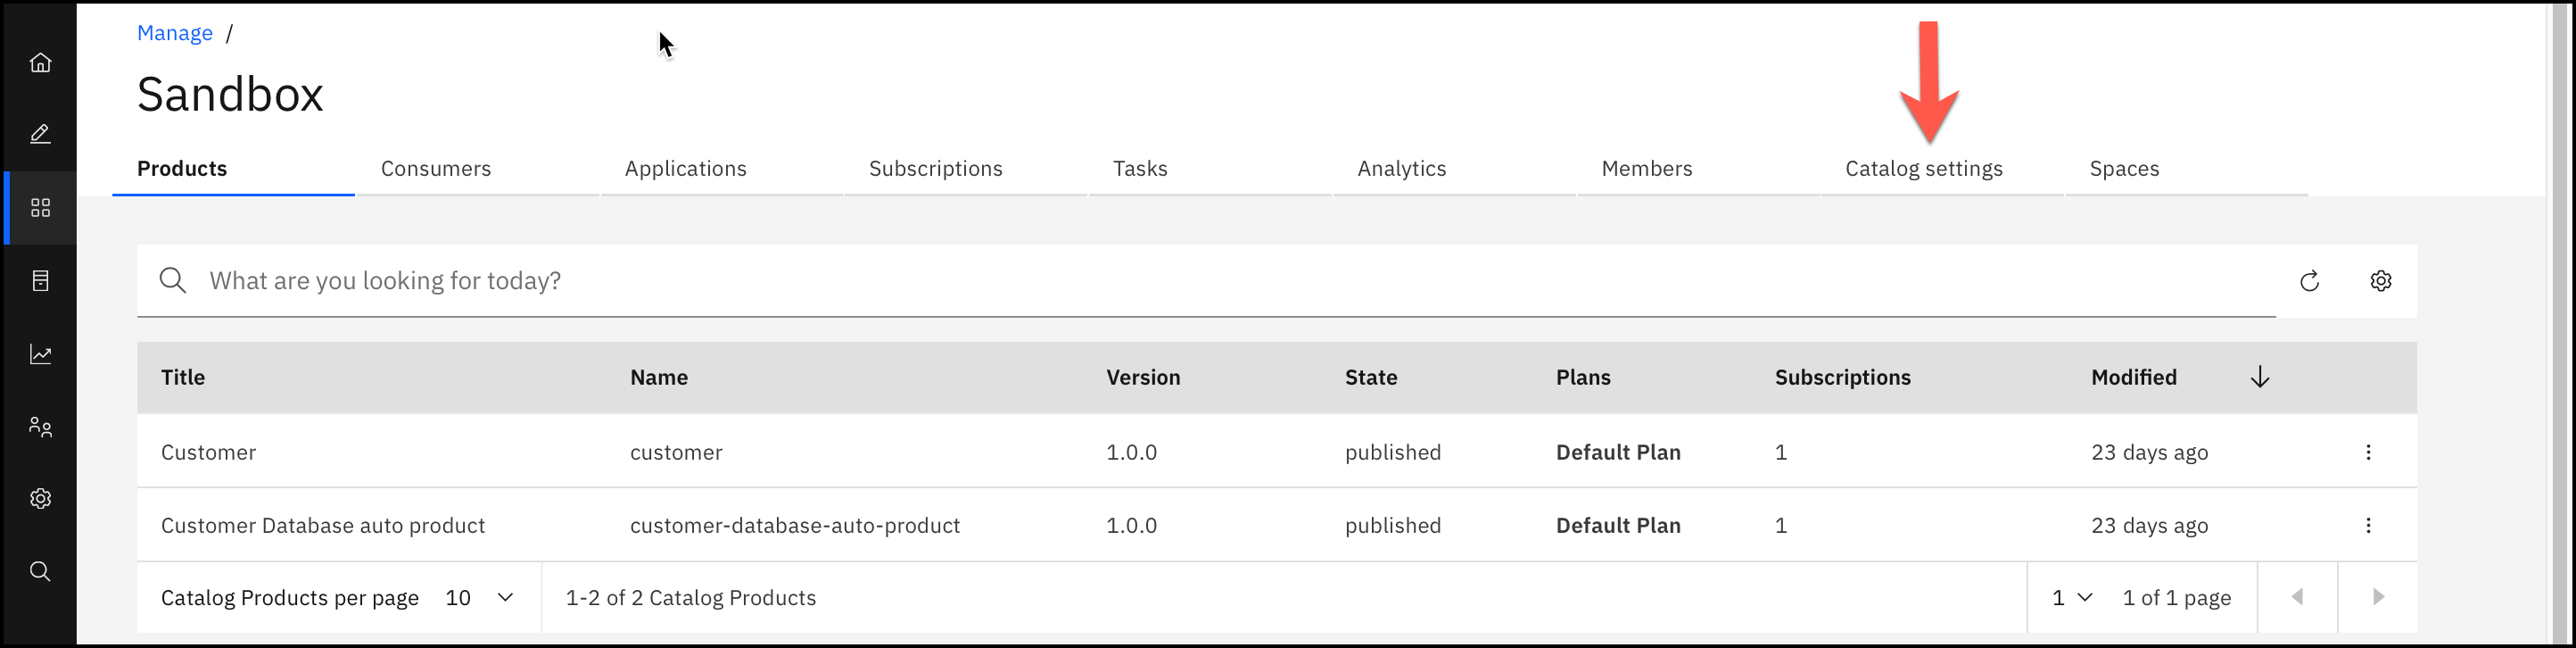 Manage /
Sandbox
Products Consumers Applications Subscriptions Tasks Analytics Members Catalog settings Spaces
What are you looking for today?
Title Name Version State Plans Subscriptions Modified
Customer customer 1.0.0 published Default Plan 1 23 days ago
Customer Database auto product customer-database-auto-product 1.0.0 published Default Plan 1 23 days ago
Catalog Products per page 10 1-2 of 2 Catalog Products 1 1 of 1 page